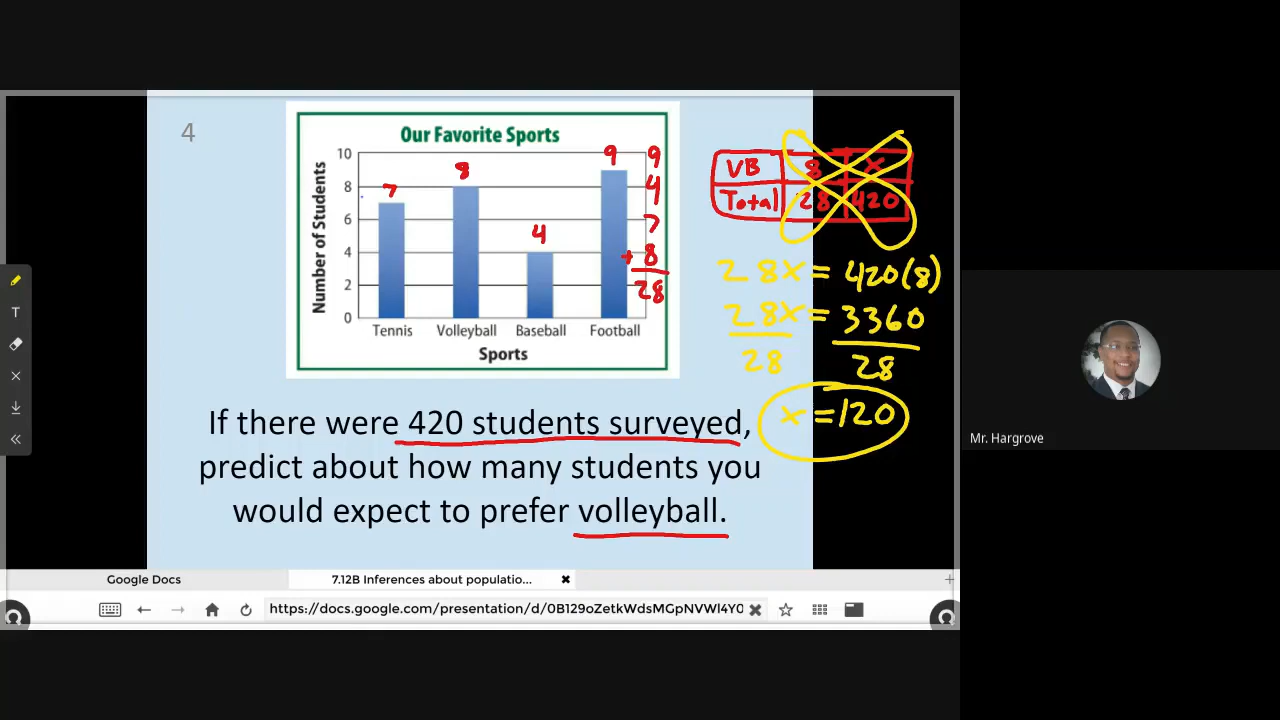 4
Our Favorite Sports
Number of Students
10
8
6
4
2
0
7
8
4
9
9
4
7
+ 8
28
Tennis Volleyball Baseball Football
Sports
VB 8 x
Total 28 420
28x = 420(8)
28x = 3360
28 28
x = 120
If there were 420 students surveyed,
predict about how many students you
would expect to prefer volleyball.
Mr. Hargrove
T
Google Docs 7.12B Inferences about populatio...
https://docs.google.com/presentation/d/0B129oZetkWdsMGpNVWl4Y0